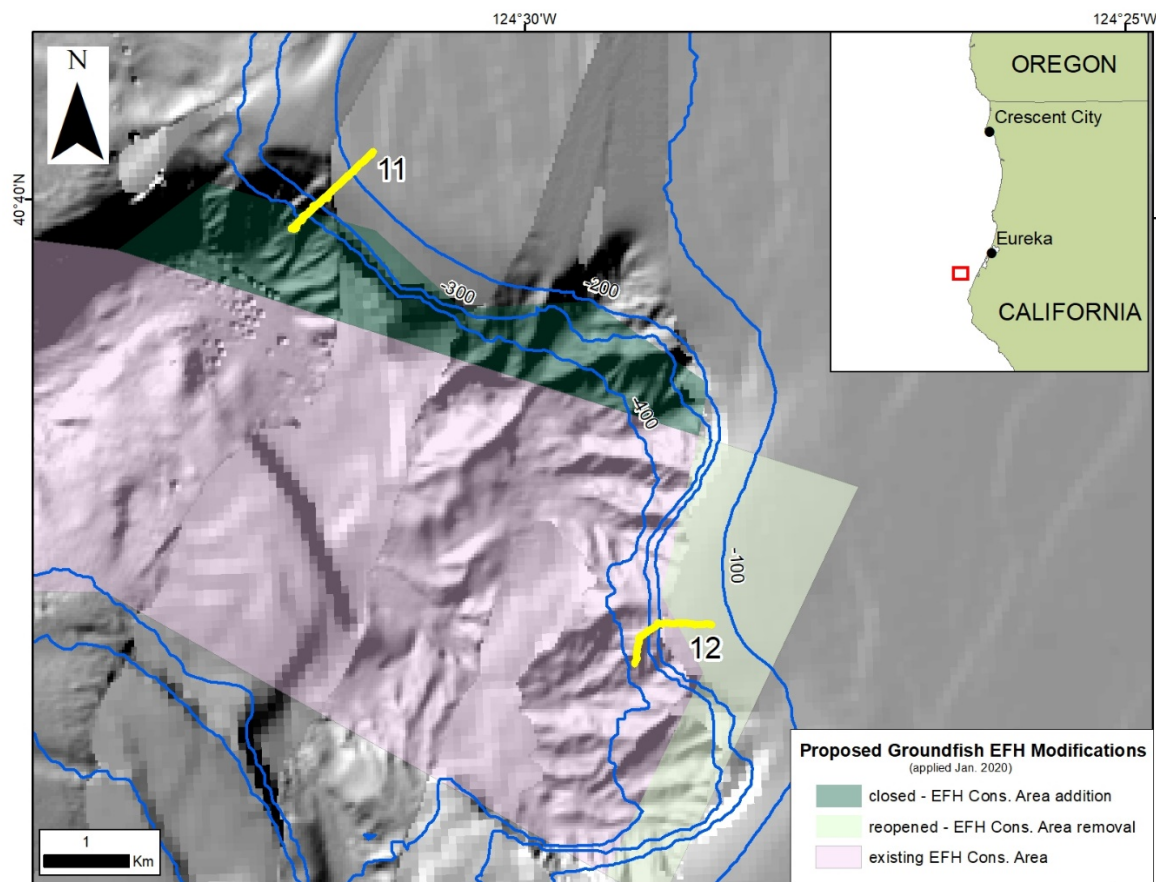 124°30'W
124°25'W
N
OREGON
Crescent City
11
40°40'N
Eureka
-300
-200
CALIFORNIA
-400
-100
12
Proposed Groundfish EFH Modifications
(applied Jan. 2020)
closed - EFH Cons. Area addition
reopened - EFH Cons. Area removal
existing EFH Cons. Area
1
Km